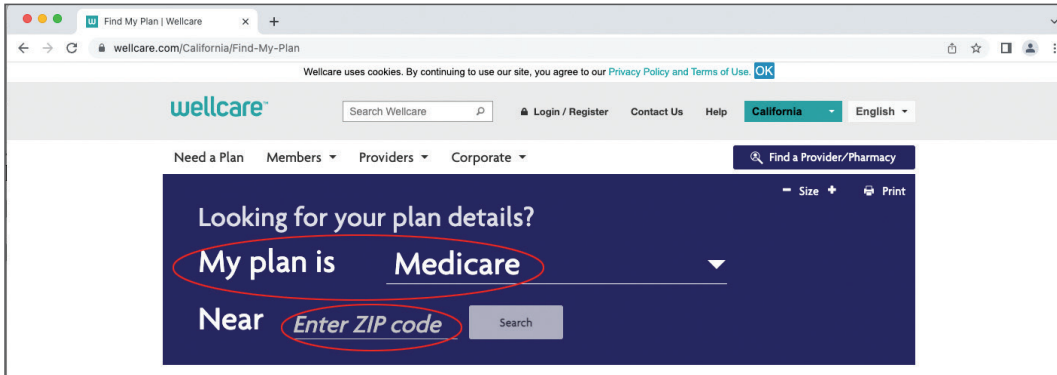 Find My Plan | Wellcare
wellcare.com/California/Find-My-Plan
Wellcare uses cookies. By continuing to use our site, you agree to our Privacy Policy and Terms of Use. OK
wellcare™ Search Wellcare Login / Register Contact Us Help California English
Need a Plan Members Providers Corporate Find a Provider/Pharmacy
Size Print
Looking for your plan details?
My plan is Medicare
Near Enter ZIP code Search